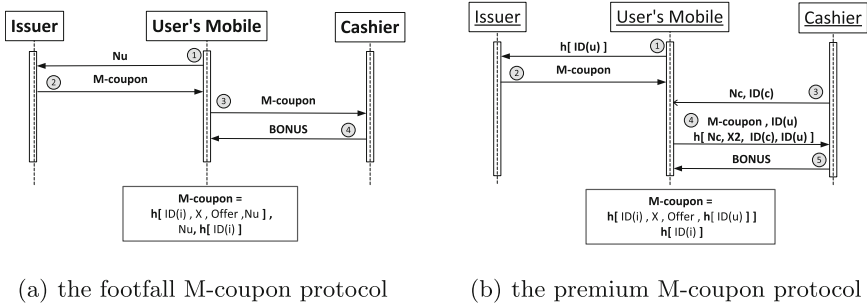 Issuer
User's Mobile
Cashier
1
Nu
2
M-coupon
3
M-coupon
4
BONUS
M-coupon =
h[ ID(i) , X , Offer ,Nu ] ,
Nu, h[ ID(i) ]
(a) the footfall M-coupon protocol
Issuer
User's Mobile
Cashier
1
h[ ID(u) ]
2
M-coupon
3
Nc, ID(c)
4
M-coupon , ID(u)
h[ Nc, X2, ID(c), ID(u) ]
5
BONUS
M-coupon =
h[ ID(i) , X , Offer , h[ ID(u) ] ]
h[ ID(i) ]
(b) the premium M-coupon protocol